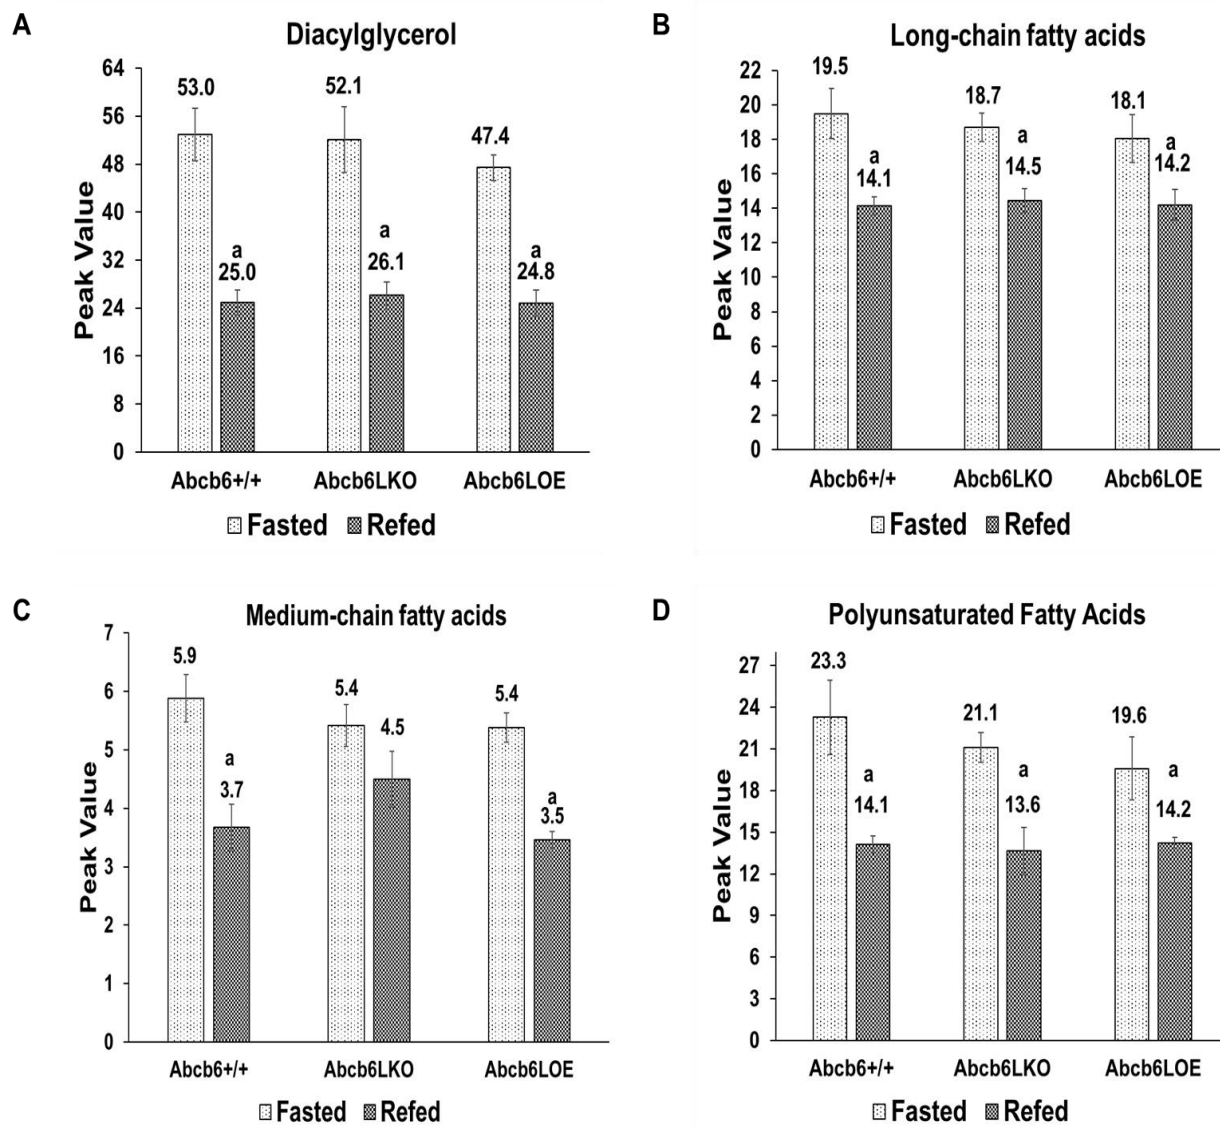 A
Diacylglycerol
Peak Value
64
56
48
40
32
24
16
8
0
53.0
a
25.0
52.1
a
26.1
47.4
a
24.8
Abcb6+/+ Abcb6LKO Abcb6LOE
Fasted Refed
B
Long-chain fatty acids
Peak Value
22
20
18
16
14
12
10
8
6
4
2
0
19.5
a
14.1
18.7
a
14.5
18.1
a
14.2
Abcb6+/+ Abcb6LKO Abcb6LOE
Fasted Refed
C
Medium-chain fatty acids
Peak Value
7
6
5
4
3
2
1
0
5.9
a
3.7
5.4
4.5
5.4
a
3.5
Abcb6+/+ Abcb6LKO Abcb6LOE
Fasted Refed
D
Polyunsaturated Fatty Acids
Peak Value
27
24
21
18
15
12
9
6
3
0
23.3
a
14.1
21.1
a
13.6
19.6
a
14.2
Abcb6+/+ Abcb6LKO Abcb6LOE
Fasted Refed